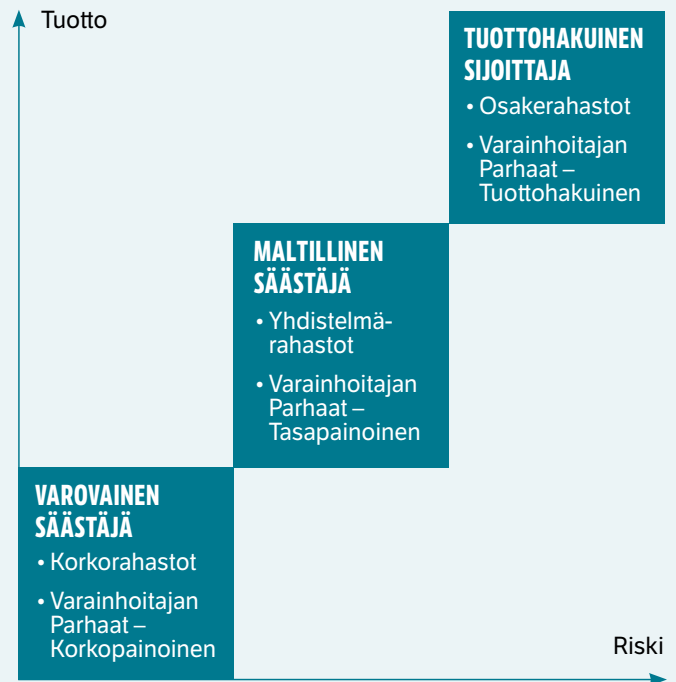 Tuotto
TUOTTOHAKUINEN
SIJOITTAJA
• Osakerahastot
• Varainhoitajan
Parhaat –
Tuottohakuinen
MALTILLINEN
SÄÄSTÄJÄ
• Yhdistelmä-
rahastot
• Varainhoitajan
Parhaat –
Tasapainoinen
VAROVAINEN
SÄÄSTÄJÄ
• Korkorahastot
• Varainhoitajan
Parhaat –
Korkopainoinen
Riski